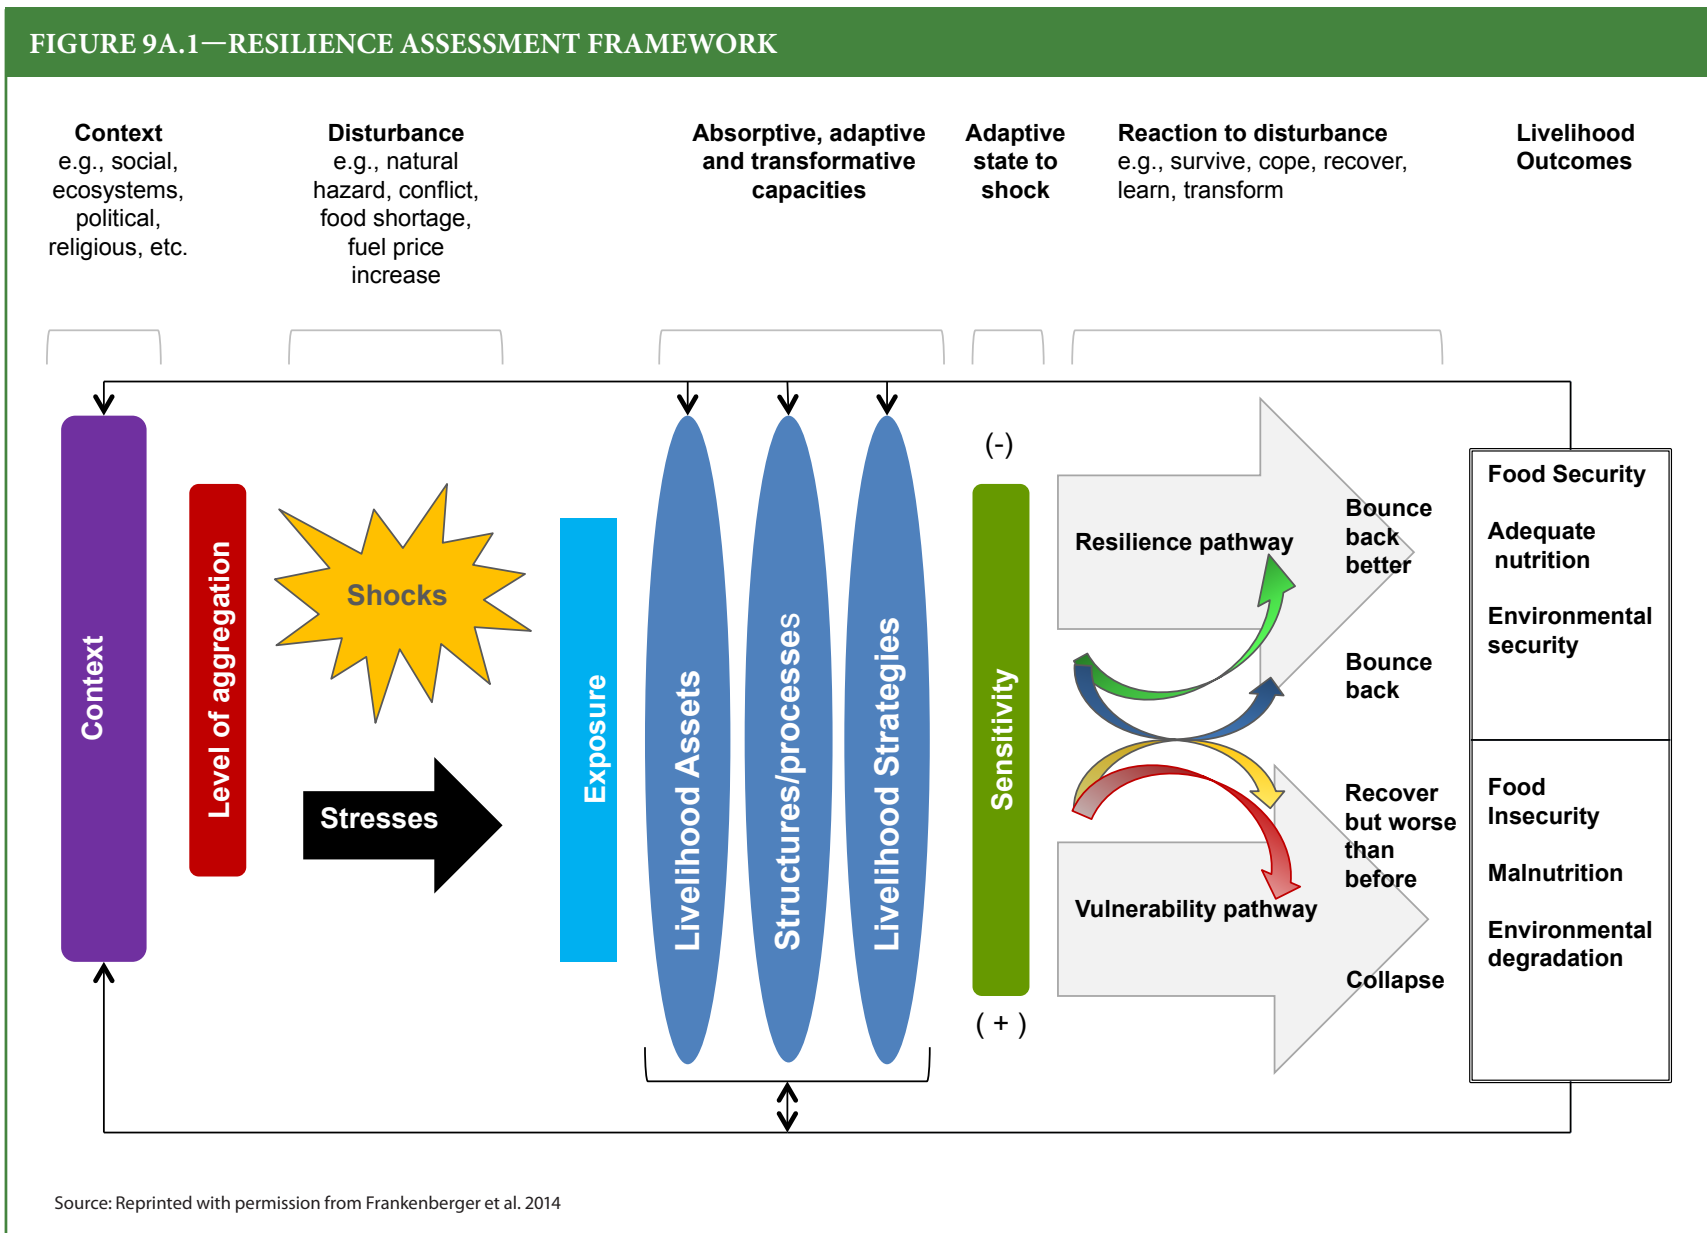 FIGURE 9A.1—RESILIENCE ASSESSMENT FRAMEWORK
Context
e.g., social,
ecosystems,
political,
religious, etc.
Disturbance
e.g., natural
hazard, conflict,
food shortage,
fuel price
increase
Absorptive, adaptive
and transformative
capacities
Adaptive
state to
shock
Reaction to disturbance
e.g., survive, cope, recover,
learn, transform
Livelihood
Outcomes
Context
Level of aggregation
Shocks
Stresses
Exposure
Livelihood Assets
Structures/processes
Livelihood Strategies
(-)
Sensitivity
( + )
Resilience pathway
Bounce
back
better
Bounce
back
Recover
but worse
than
before
Vulnerability pathway
Collapse
Food Security
Adequate
nutrition
Environmental
security
Food
Insecurity
Malnutrition
Environmental
degradation
Source: Reprinted with permission from Frankenberger et al. 2014